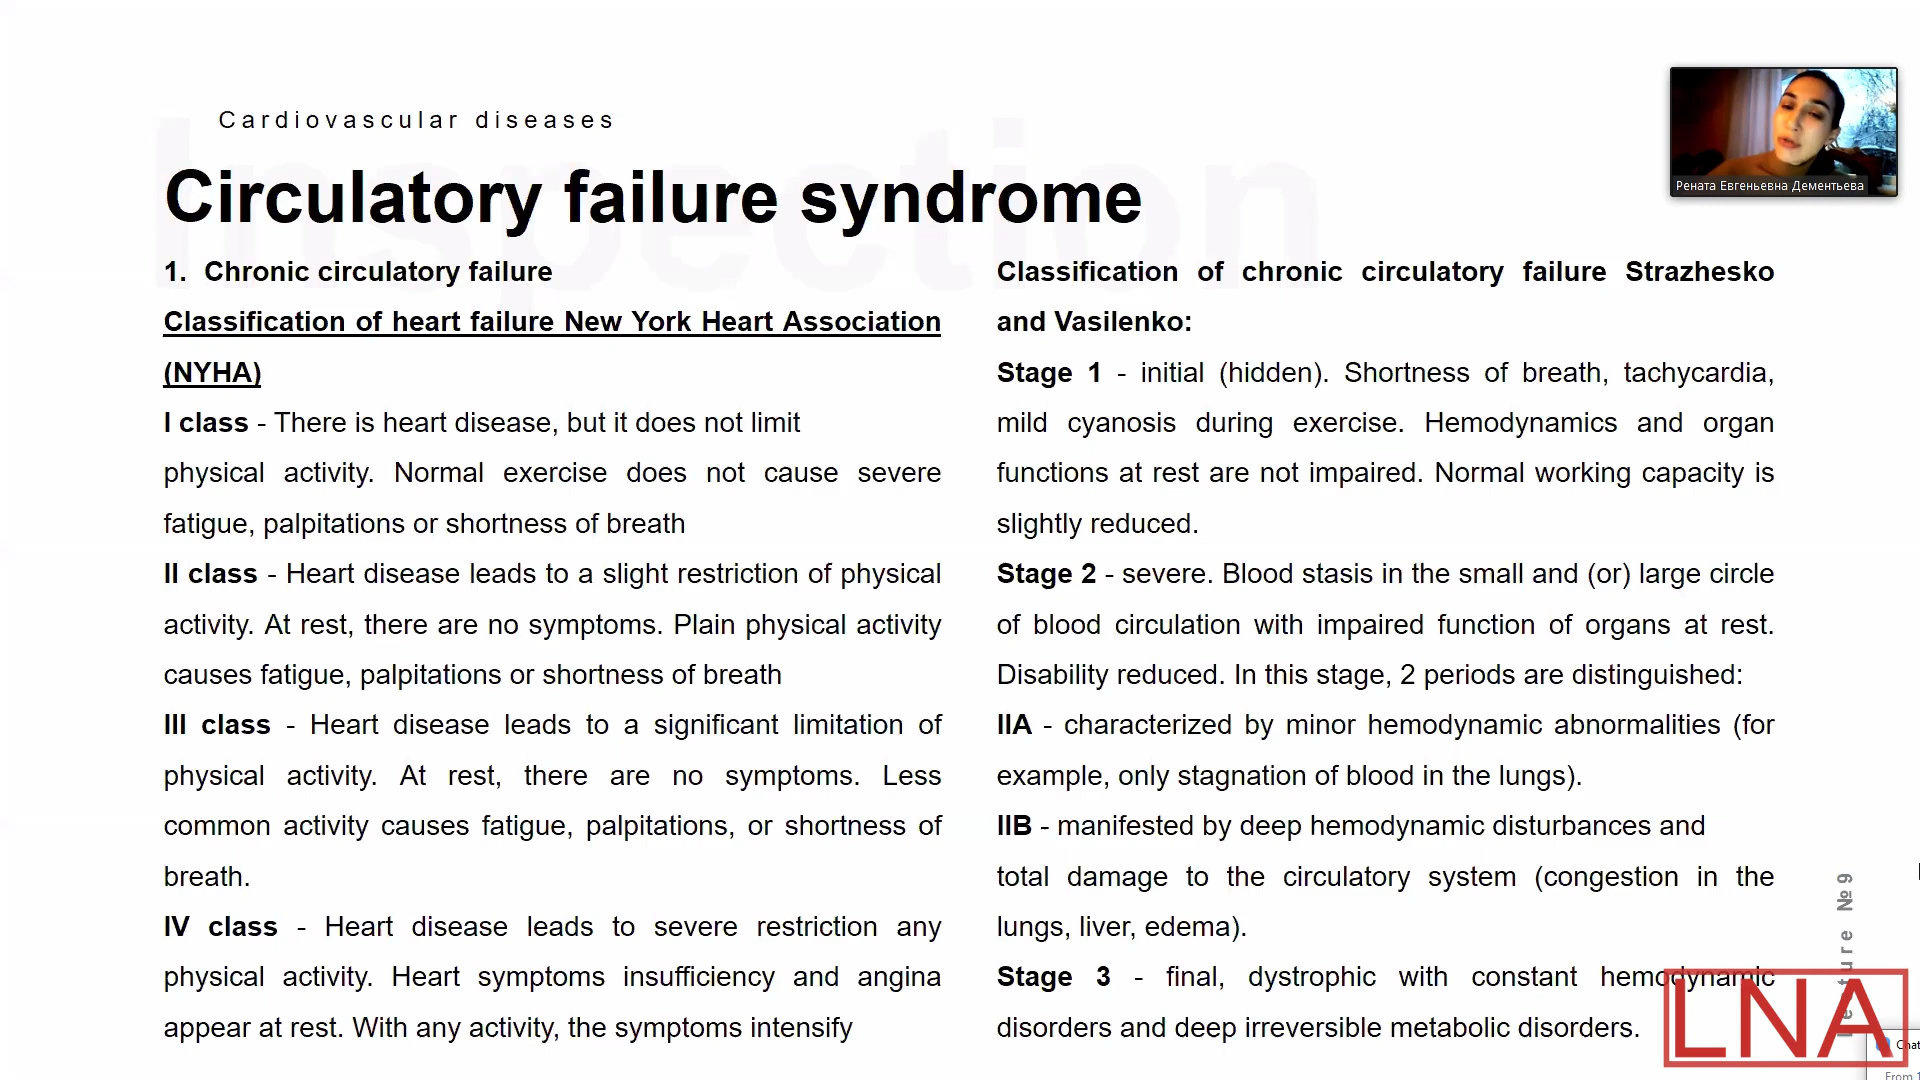 Cardiovascular diseases
Inspection
Circulatory failure syndrome
1. Chronic circulatory failure
Classification of heart failure New York Heart Association
(NYHA)
I class - There is heart disease, but it does not limit
physical activity. Normal exercise does not cause severe
fatigue, palpitations or shortness of breath
II class - Heart disease leads to a slight restriction of physical
activity. At rest, there are no symptoms. Plain physical activity
causes fatigue, palpitations or shortness of breath
III class - Heart disease leads to a significant limitation of
physical activity. At rest, there are no symptoms. Less
common activity causes fatigue, palpitations, or shortness of
breath.
IV class - Heart disease leads to severe restriction any
physical activity. Heart symptoms insufficiency and angina
appear at rest. With any activity, the symptoms intensify
Classification of chronic circulatory failure Strazhesko
and Vasilenko:
Stage 1 - initial (hidden). Shortness of breath, tachycardia,
mild cyanosis during exercise. Hemodynamics and organ
functions at rest are not impaired. Normal working capacity is
slightly reduced.
Stage 2 - severe. Blood stasis in the small and (or) large circle
of blood circulation with impaired function of organs at rest.
Disability reduced. In this stage, 2 periods are distinguished:
IIA - characterized by minor hemodynamic abnormalities (for
example, only stagnation of blood in the lungs).
IIB - manifested by deep hemodynamic disturbances and
total damage to the circulatory system (congestion in the
lungs, liver, edema).
Stage 3 - final, dystrophic with constant hemodynamic
disorders and deep irreversible metabolic disorders.
Рената Евгеньевна Дементьева
Lecture №9
LNA
Chat
From 1